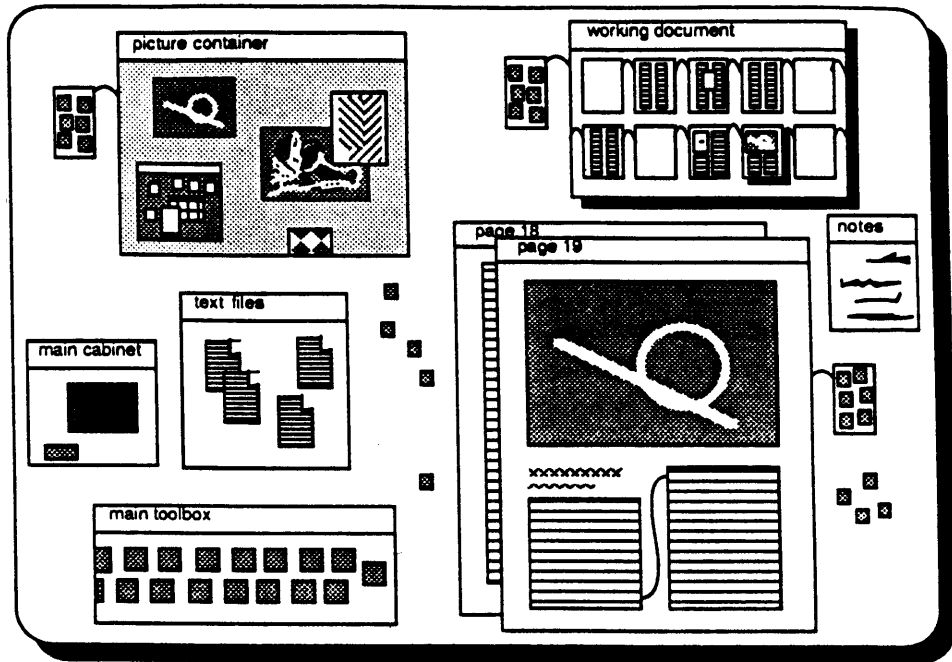 picture container
working document
page 18
page 19
notes
text files
main cabinet
main toolbox